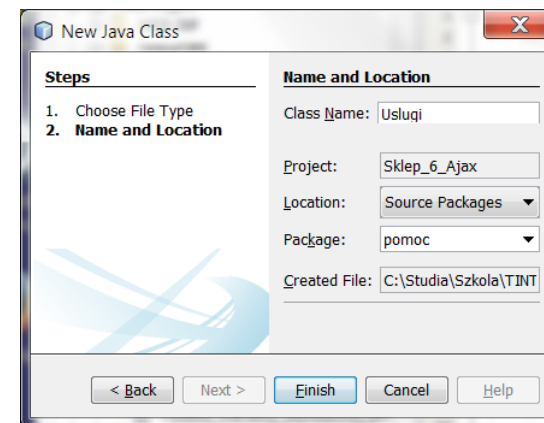 New Java Class
X
Steps
1. Choose File Type
2. Name and Location
Name and Location
Class Name: Uslugi
Project: Sklep_6_Ajax
Location: Source Packages
Package: pomoc
Created File: C:\Studia\Szkola\TINT
< Back Next > Finish Cancel Help